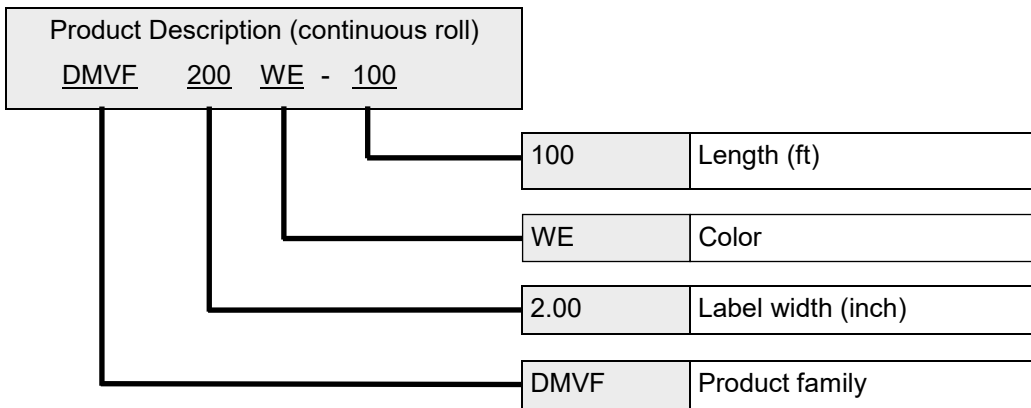 Product Description (continuous roll)
DMVF 200 WE - 100
100 Length (ft)
WE Color
2.00 Label width (inch)
DMVF Product family